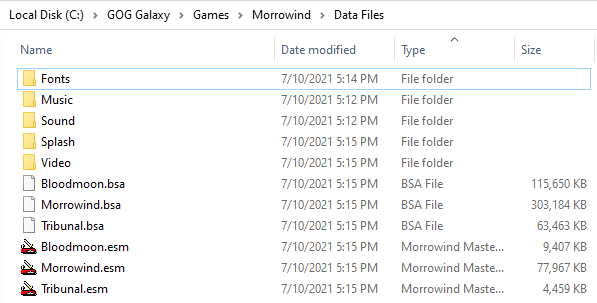 Local Disk (C:) > GOG Galaxy > Games > Morrowind > Data Files
Name Date modified Type Size
Fonts 7/10/2021 5:14 PM File folder
Music 7/10/2021 5:12 PM File folder
Sound 7/10/2021 5:12 PM File folder
Splash 7/10/2021 5:15 PM File folder
Video 7/10/2021 5:15 PM File folder
Bloodmoon.bsa 7/10/2021 5:15 PM BSA File 115,650 KB
Morrowind.bsa 7/10/2021 5:15 PM BSA File 303,184 KB
Tribunal.bsa 7/10/2021 5:15 PM BSA File 63,463 KB
Bloodmoon.esm 7/10/2021 5:15 PM Morrowind Maste... 9,407 KB
Morrowind.esm 7/10/2021 5:15 PM Morrowind Maste... 77,967 KB
Tribunal.esm 7/10/2021 5:15 PM Morrowind Maste... 4,459 KB